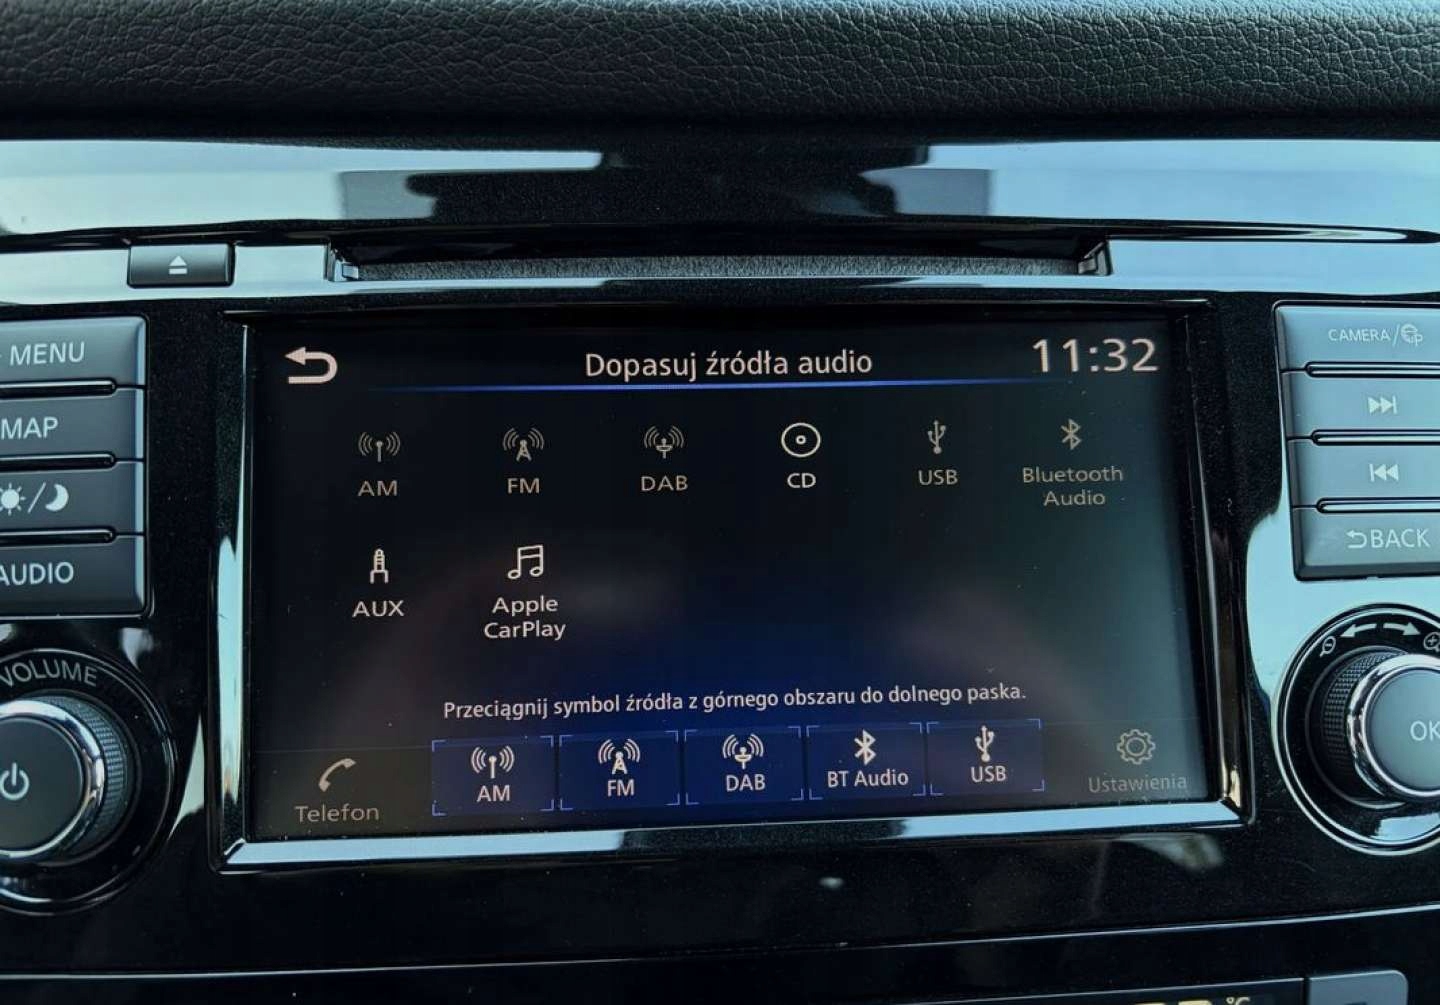 MENU
MAP
AUDIO
VOLUME
Dopasuj źródła audio
11:32
AM
FM
DAB
CD
USB
Bluetooth
Audio
AUX
Apple
CarPlay
Przeciągnij symbol źródła z górnego obszaru do dolnego paska.
Telefon
AM
FM
DAB
BT Audio
USB
Ustawienia
CAMERA/
BACK
OK
°C